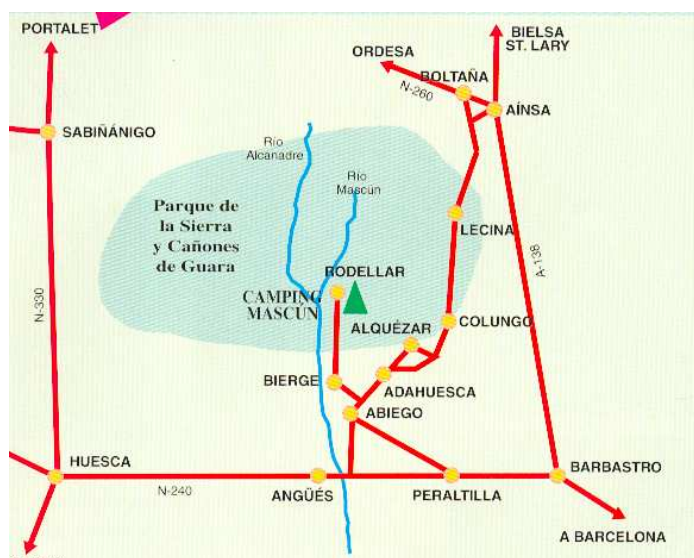 PORTALET
BIELSA
ST. LARY
ORDESA
BOLTAÑA
N-260
AÍNSA
SABIÑÁNIGO
Río
Alcanadre
Río
Mascún
Parque de
la Sierra
y Cañones
de Guara
LECINA
A-138
N-330
RODELLAR
CAMPING
MASCÚN
ALQUÉZAR
COLUNGO
BIERGE
ADAHUESCA
ABIEGO
HUESCA
N-240
ANGÜÉS
PERALTILLA
BARBASTRO
A BARCELONA